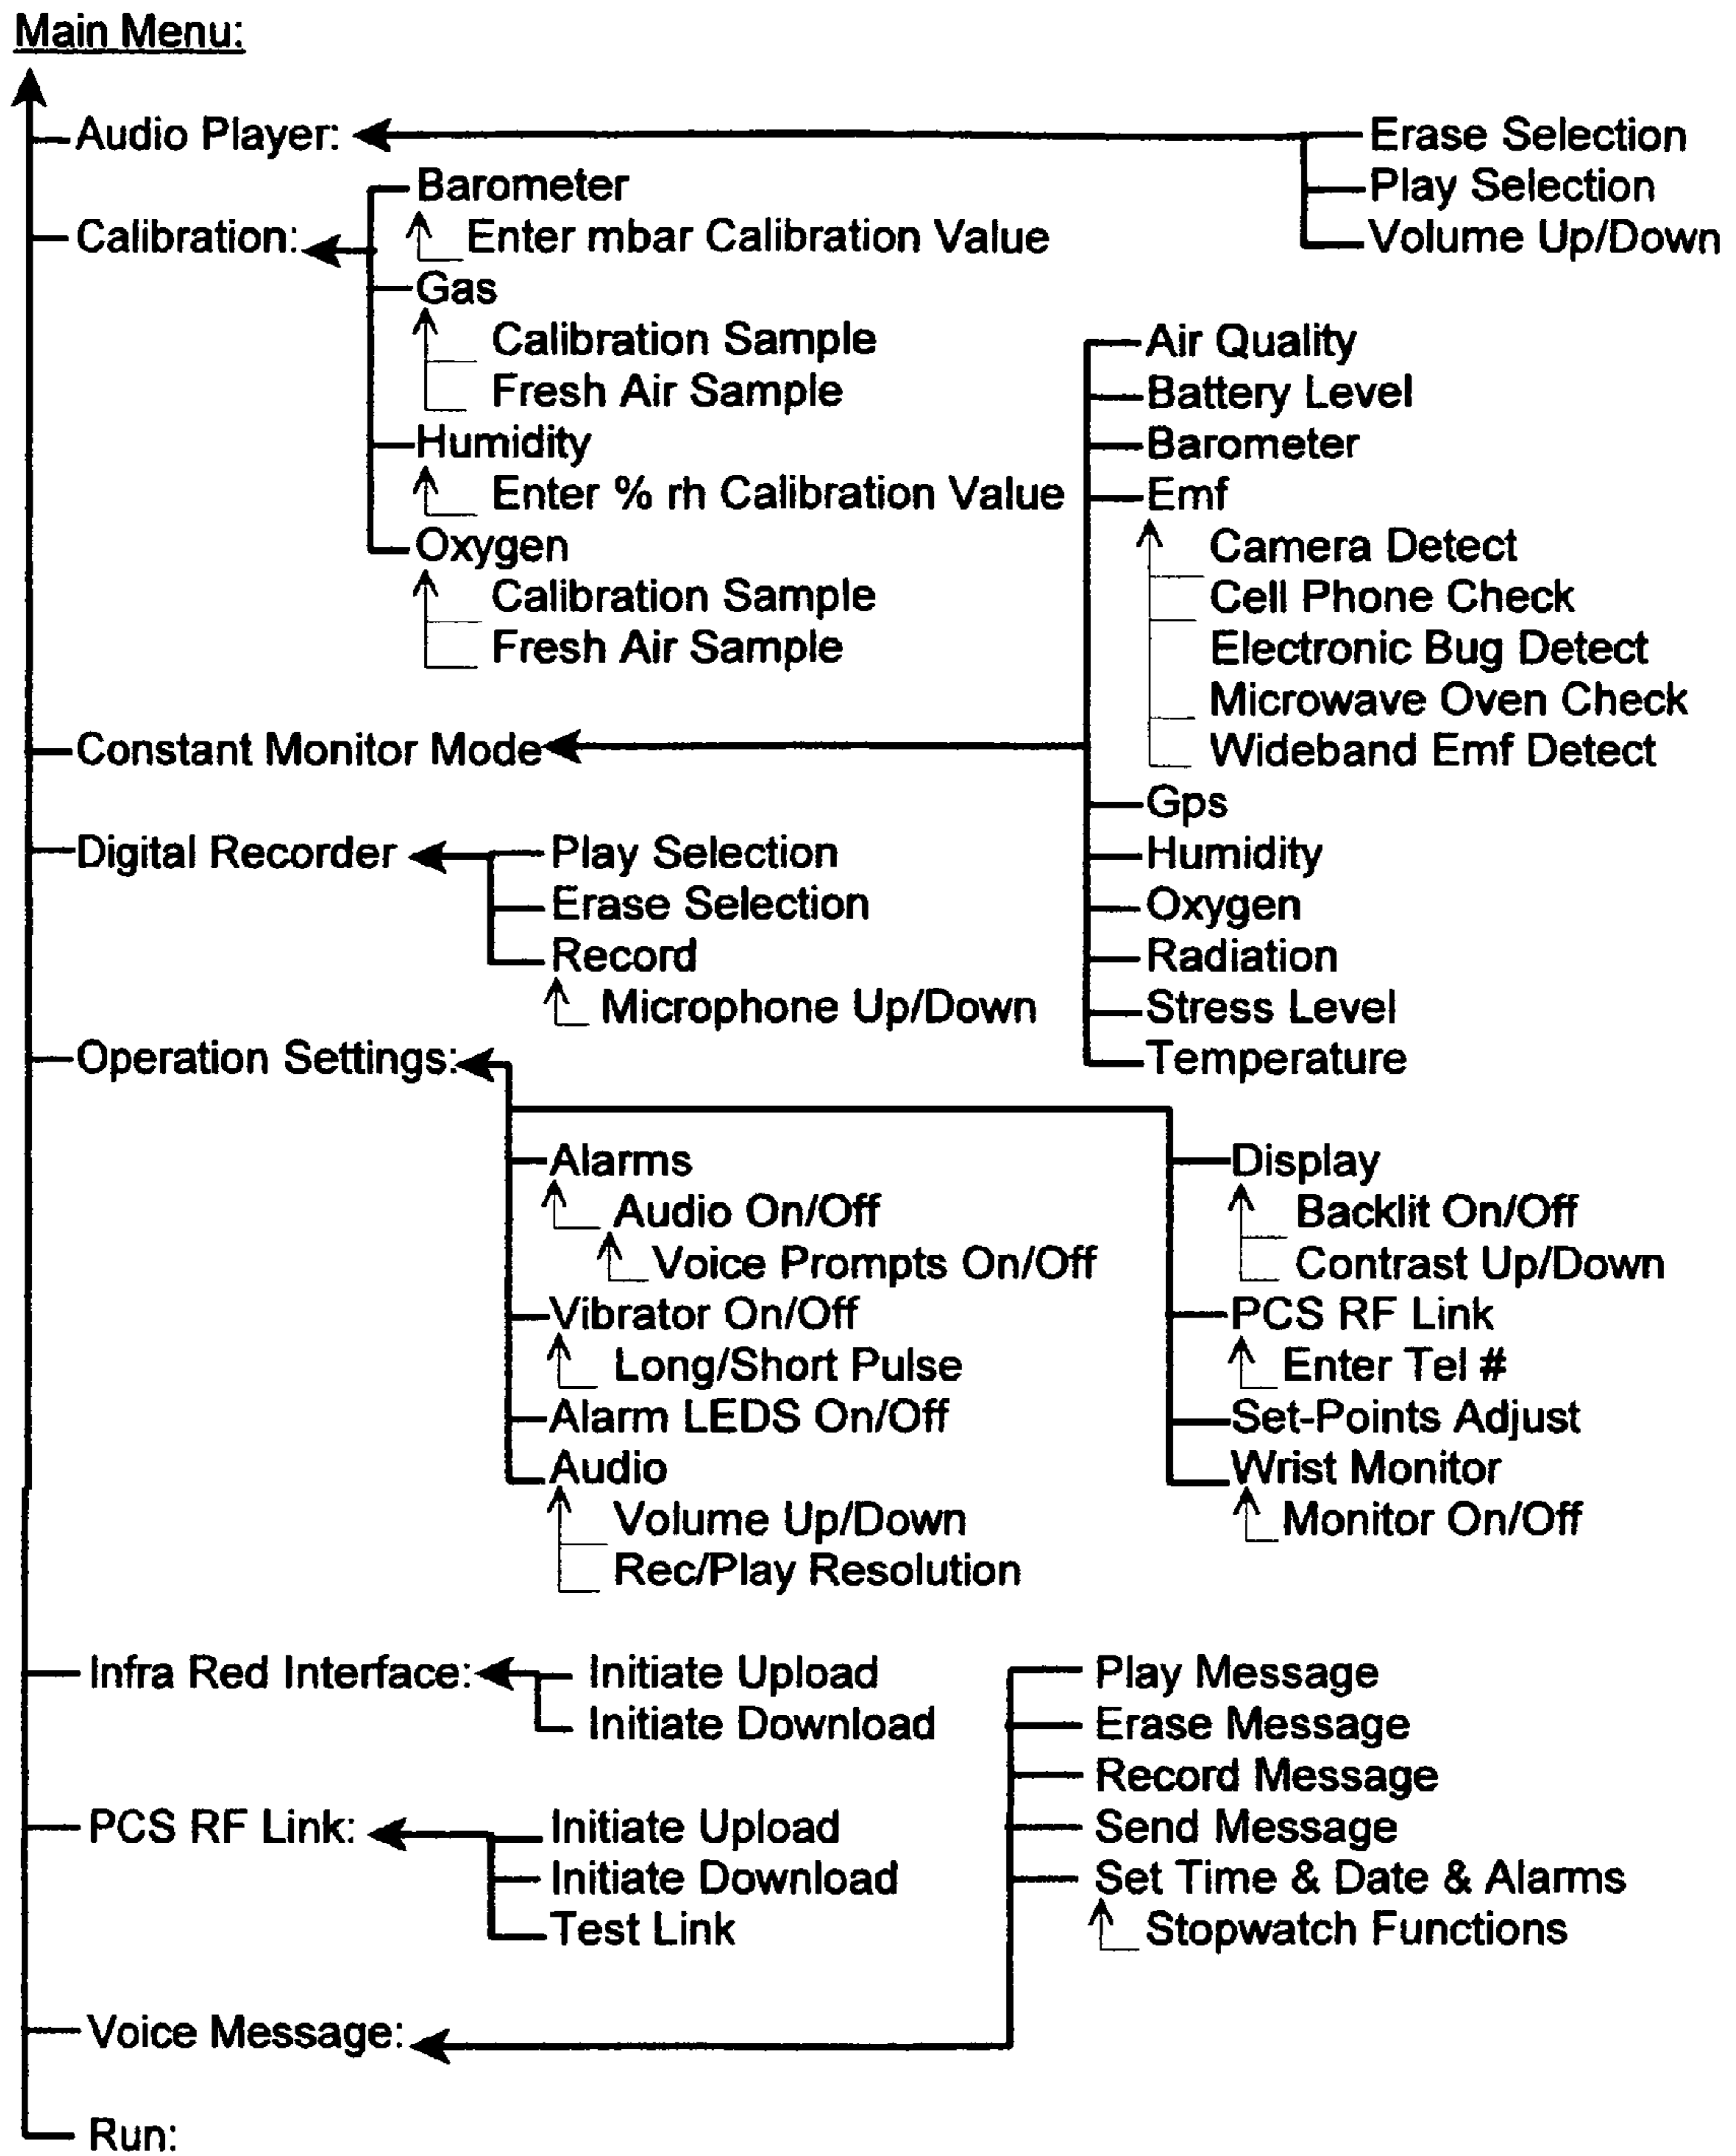 Main Menu:
Audio Player:
Erase Selection
Play Selection
Volume Up/Down
Calibration:
Barometer
Enter mbar Calibration Value
Gas
Calibration Sample
Fresh Air Sample
Humidity
Enter % rh Calibration Value
Oxygen
Calibration Sample
Fresh Air Sample
Constant Monitor Mode
Air Quality
Battery Level
Barometer
Emf
Camera Detect
Cell Phone Check
Electronic Bug Detect
Microwave Oven Check
Wideband Emf Detect
Gps
Humidity
Oxygen
Radiation
Stress Level
Temperature
Digital Recorder
Play Selection
Erase Selection
Record
Microphone Up/Down
Operation Settings:
Alarms
Audio On/Off
Voice Prompts On/Off
Vibrator On/Off
Long/Short Pulse
Alarm LEDS On/Off
Audio
Volume Up/Down
Rec/Play Resolution
Display
Backlit On/Off
Contrast Up/Down
PCS RF Link
Enter Tel #
Set-Points Adjust
Wrist Monitor
Monitor On/Off
Infra Red Interface:
Initiate Upload
Initiate Download
PCS RF Link:
Initiate Upload
Initiate Download
Test Link
Voice Message:
Play Message
Erase Message
Record Message
Send Message
Set Time & Date & Alarms
Stopwatch Functions
Run: